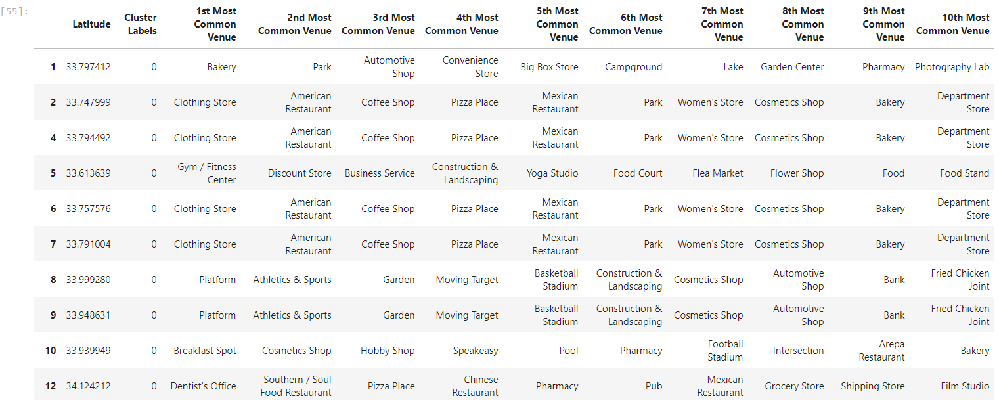 [55]:
Latitude Cluster Labels 1st Most Common Venue 2nd Most Common Venue 3rd Most Common Venue 4th Most Common Venue 5th Most Common Venue 6th Most Common Venue 7th Most Common Venue 8th Most Common Venue 9th Most Common Venue 10th Most Common Venue
1 33.797412 0 Bakery Park Automotive Shop Convenience Store Big Box Store Campground Lake Garden Center Pharmacy Photography Lab
2 33.747999 0 Clothing Store American Restaurant Coffee Shop Pizza Place Mexican Restaurant Park Women's Store Cosmetics Shop Bakery Department Store
4 33.794492 0 Clothing Store American Restaurant Coffee Shop Pizza Place Mexican Restaurant Park Women's Store Cosmetics Shop Bakery Department Store
5 33.613639 0 Gym / Fitness Center Discount Store Business Service Construction & Landscaping Yoga Studio Food Court Flea Market Flower Shop Food Food Stand
6 33.757576 0 Clothing Store American Restaurant Coffee Shop Pizza Place Mexican Restaurant Park Women's Store Cosmetics Shop Bakery Department Store
7 33.791004 0 Clothing Store American Restaurant Coffee Shop Pizza Place Mexican Restaurant Park Women's Store Cosmetics Shop Bakery Department Store
8 33.999280 0 Platform Athletics & Sports Garden Moving Target Basketball Stadium Construction & Landscaping Cosmetics Shop Automotive Shop Bank Fried Chicken Joint
9 33.948631 0 Platform Athletics & Sports Garden Moving Target Basketball Stadium Construction & Landscaping Cosmetics Shop Automotive Shop Bank Fried Chicken Joint
10 33.939949 0 Breakfast Spot Cosmetics Shop Hobby Shop Speakeasy Pool Pharmacy Football Stadium Intersection Arepa Restaurant Bakery
12 34.124212 0 Dentist's Office Southern / Soul Food Restaurant Pizza Place Chinese Restaurant Pharmacy Pub Mexican Restaurant Grocery Store Shipping Store Film Studio